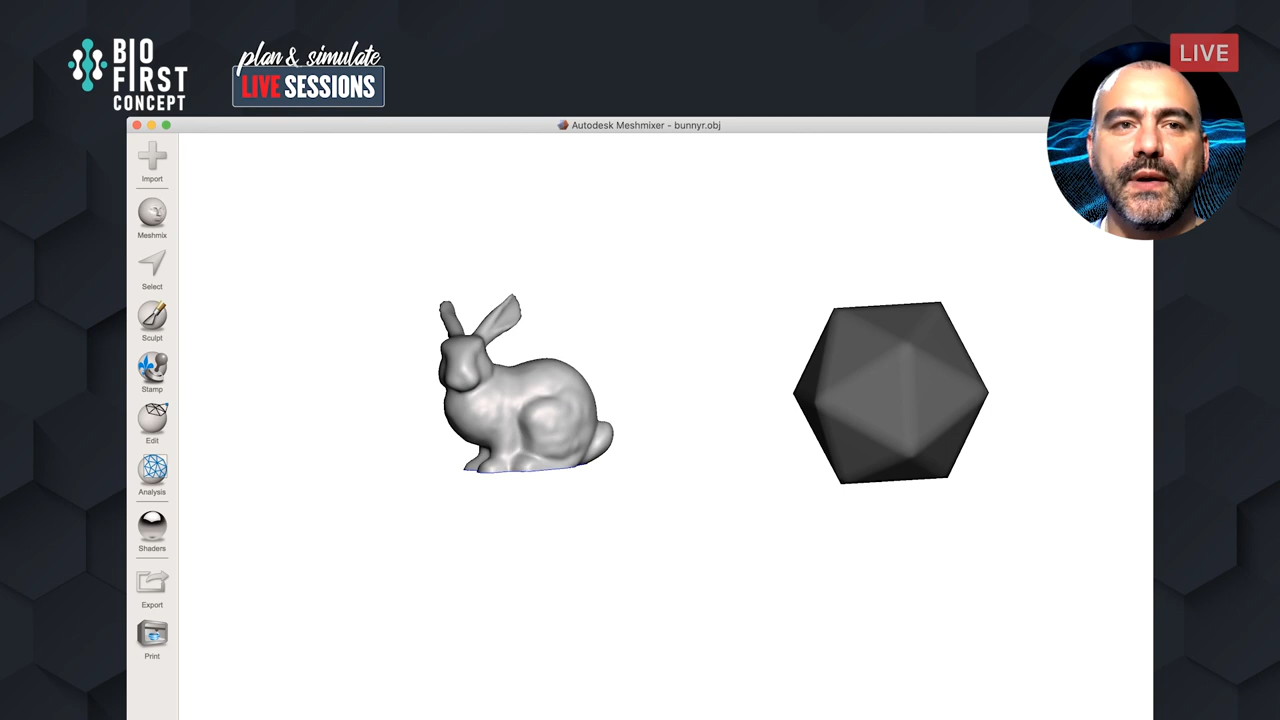 BIO
FIRST
CONCEPT
plan & simulate
LIVE SESSIONS
LIVE
Autodesk Meshmixer - bunnyr.obj
Import
Meshmix
Select
Sculpt
Stamp
Edit
Analysis
Shaders
Export
Print